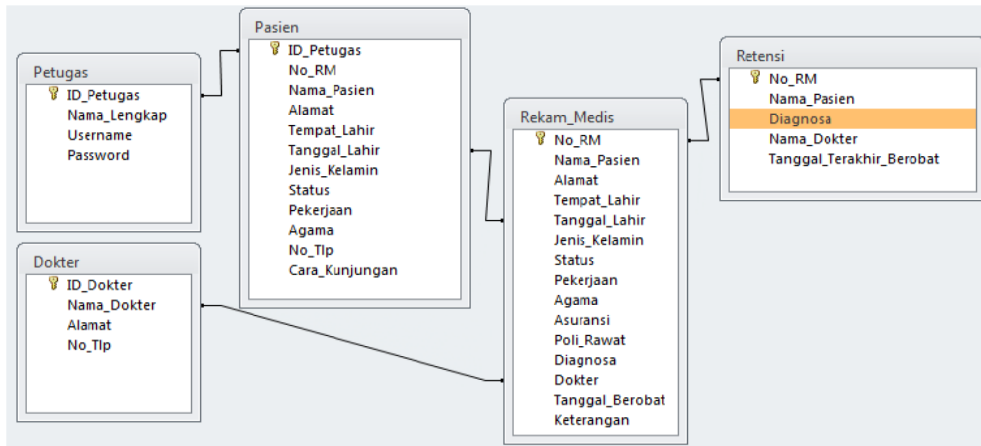 Petugas
ID_Petugas
Nama_Lengkap
Username
Password
Dokter
ID_Dokter
Nama_Dokter
Alamat
No_Tlp
Pasien
ID_Petugas
No_RM
Nama_Pasien
Alamat
Tempat_Lahir
Tanggal_Lahir
Jenis_Kelamin
Status
Pekerjaan
Agama
No_Tlp
Cara_Kunjungan
Rekam_Medis
No_RM
Nama_Pasien
Alamat
Tempat_Lahir
Tanggal_Lahir
Jenis_Kelamin
Status
Pekerjaan
Agama
Asuransi
Poli_Rawat
Diagnosa
Dokter
Tanggal_Berobat
Keterangan
Retensi
No_RM
Nama_Pasien
Diagnosa
Nama_Dokter
Tanggal_Terakhir_Berobat